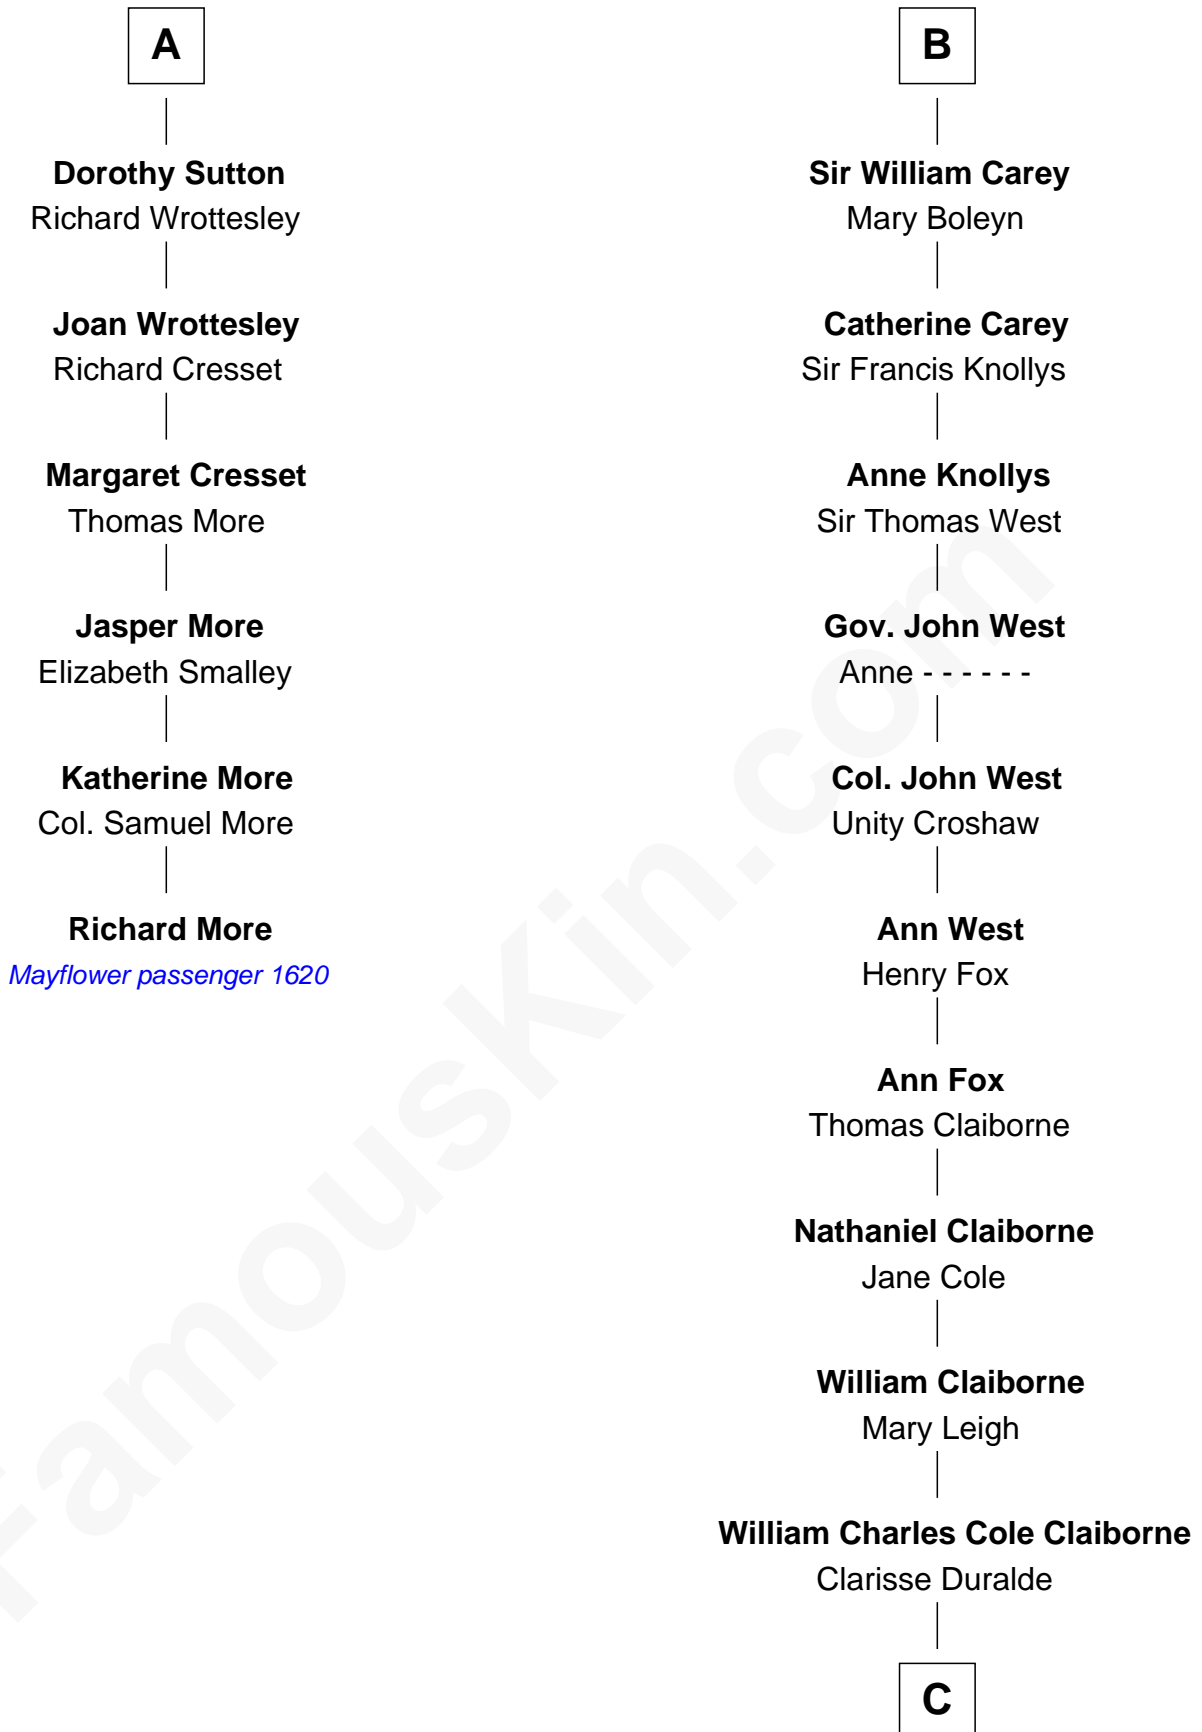 A
Dorothy Sutton
Richard Wrottesley
Joan Wrottesley
Richard Cresset
Margaret Cresset
Thomas More
Jasper More
Elizabeth Smalley
Katherine More
Col. Samuel More
Richard More
Mayflower passenger 1620
B
Sir William Carey
Mary Boleyn
Catherine Carey
Sir Francis Knollys
Anne Knollys
Sir Thomas West
Gov. John West
Anne - - - - - -
Col. John West
Unity Croshaw
Ann West
Henry Fox
Ann Fox
Thomas Claiborne
Nathaniel Claiborne
Jane Cole
William Claiborne
Mary Leigh
William Charles Cole Claiborne
Clarisse Duralde
C
FamousKin.com